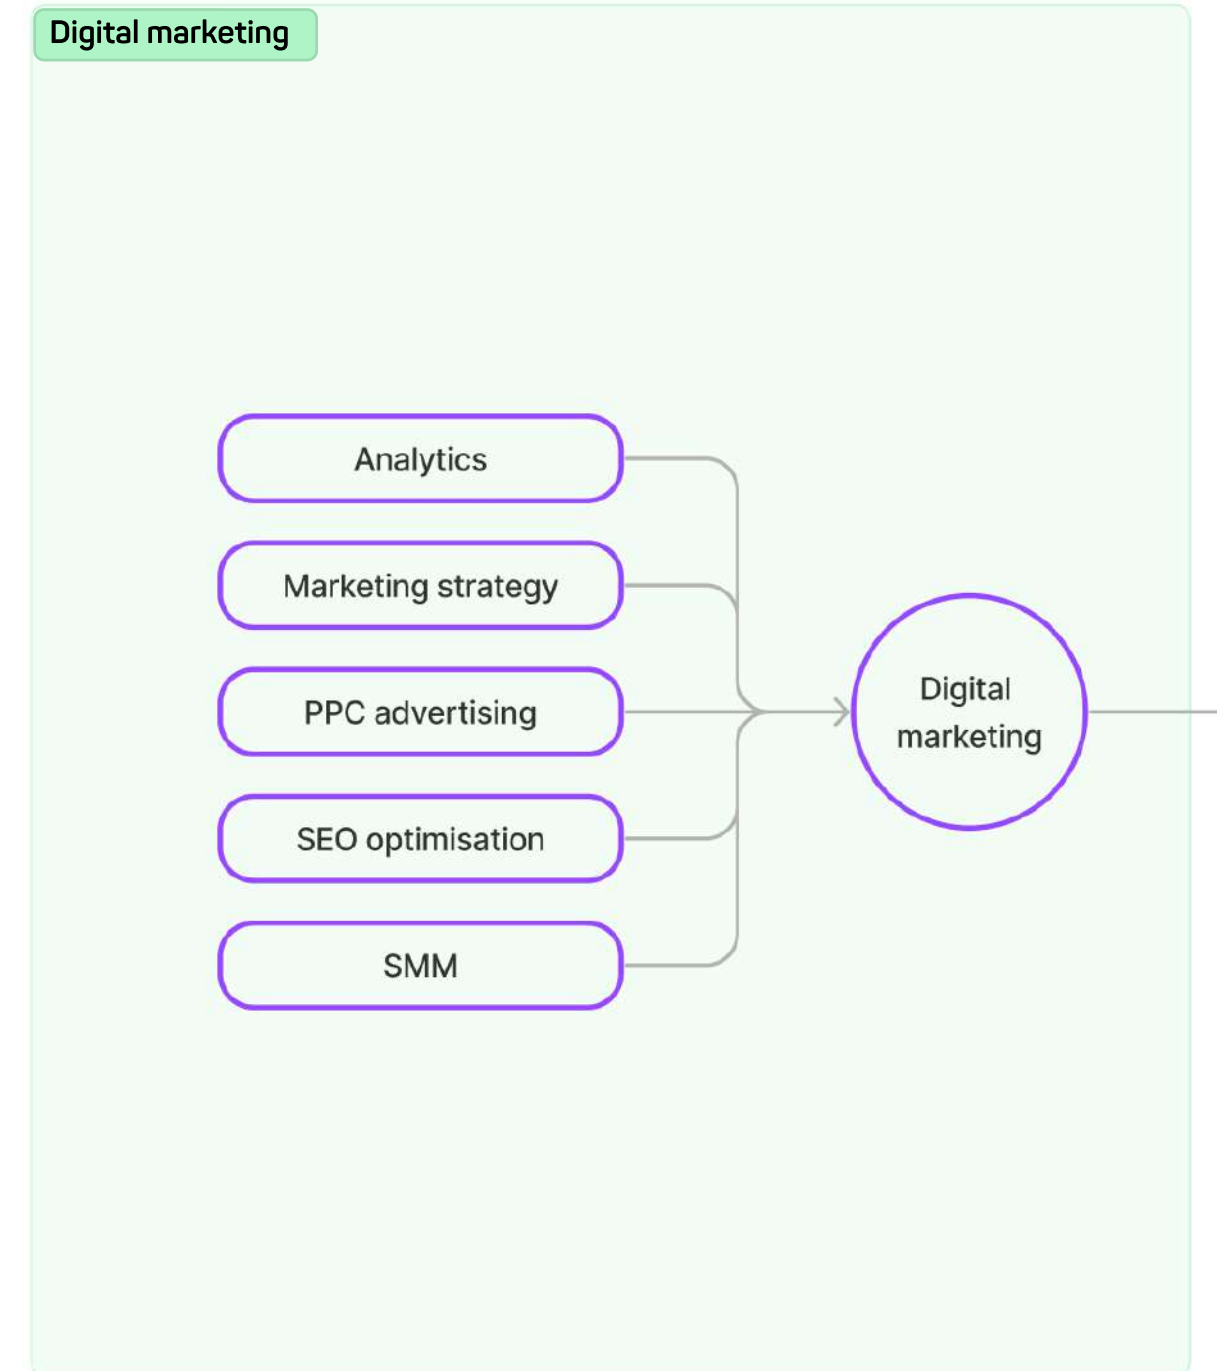 Digital marketing
Analytics
Marketing strategy
PPC advertising
SEO optimisation
SMM
Digital
marketing